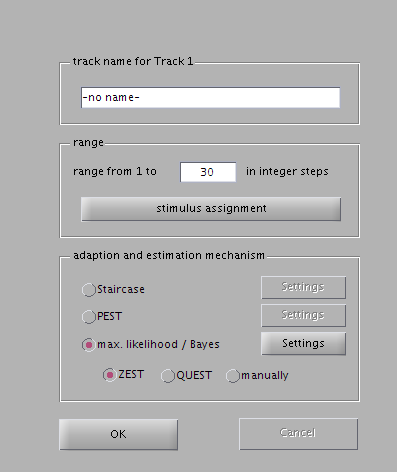 track name for Track 1
-no name-
range
range from 1 to 30 in integer steps
stimulus assignment
adaption and estimation mechanism
Staircase Settings
PEST Settings
max. likelihood / Bayes Settings
ZEST QUEST manually
OK Cancel